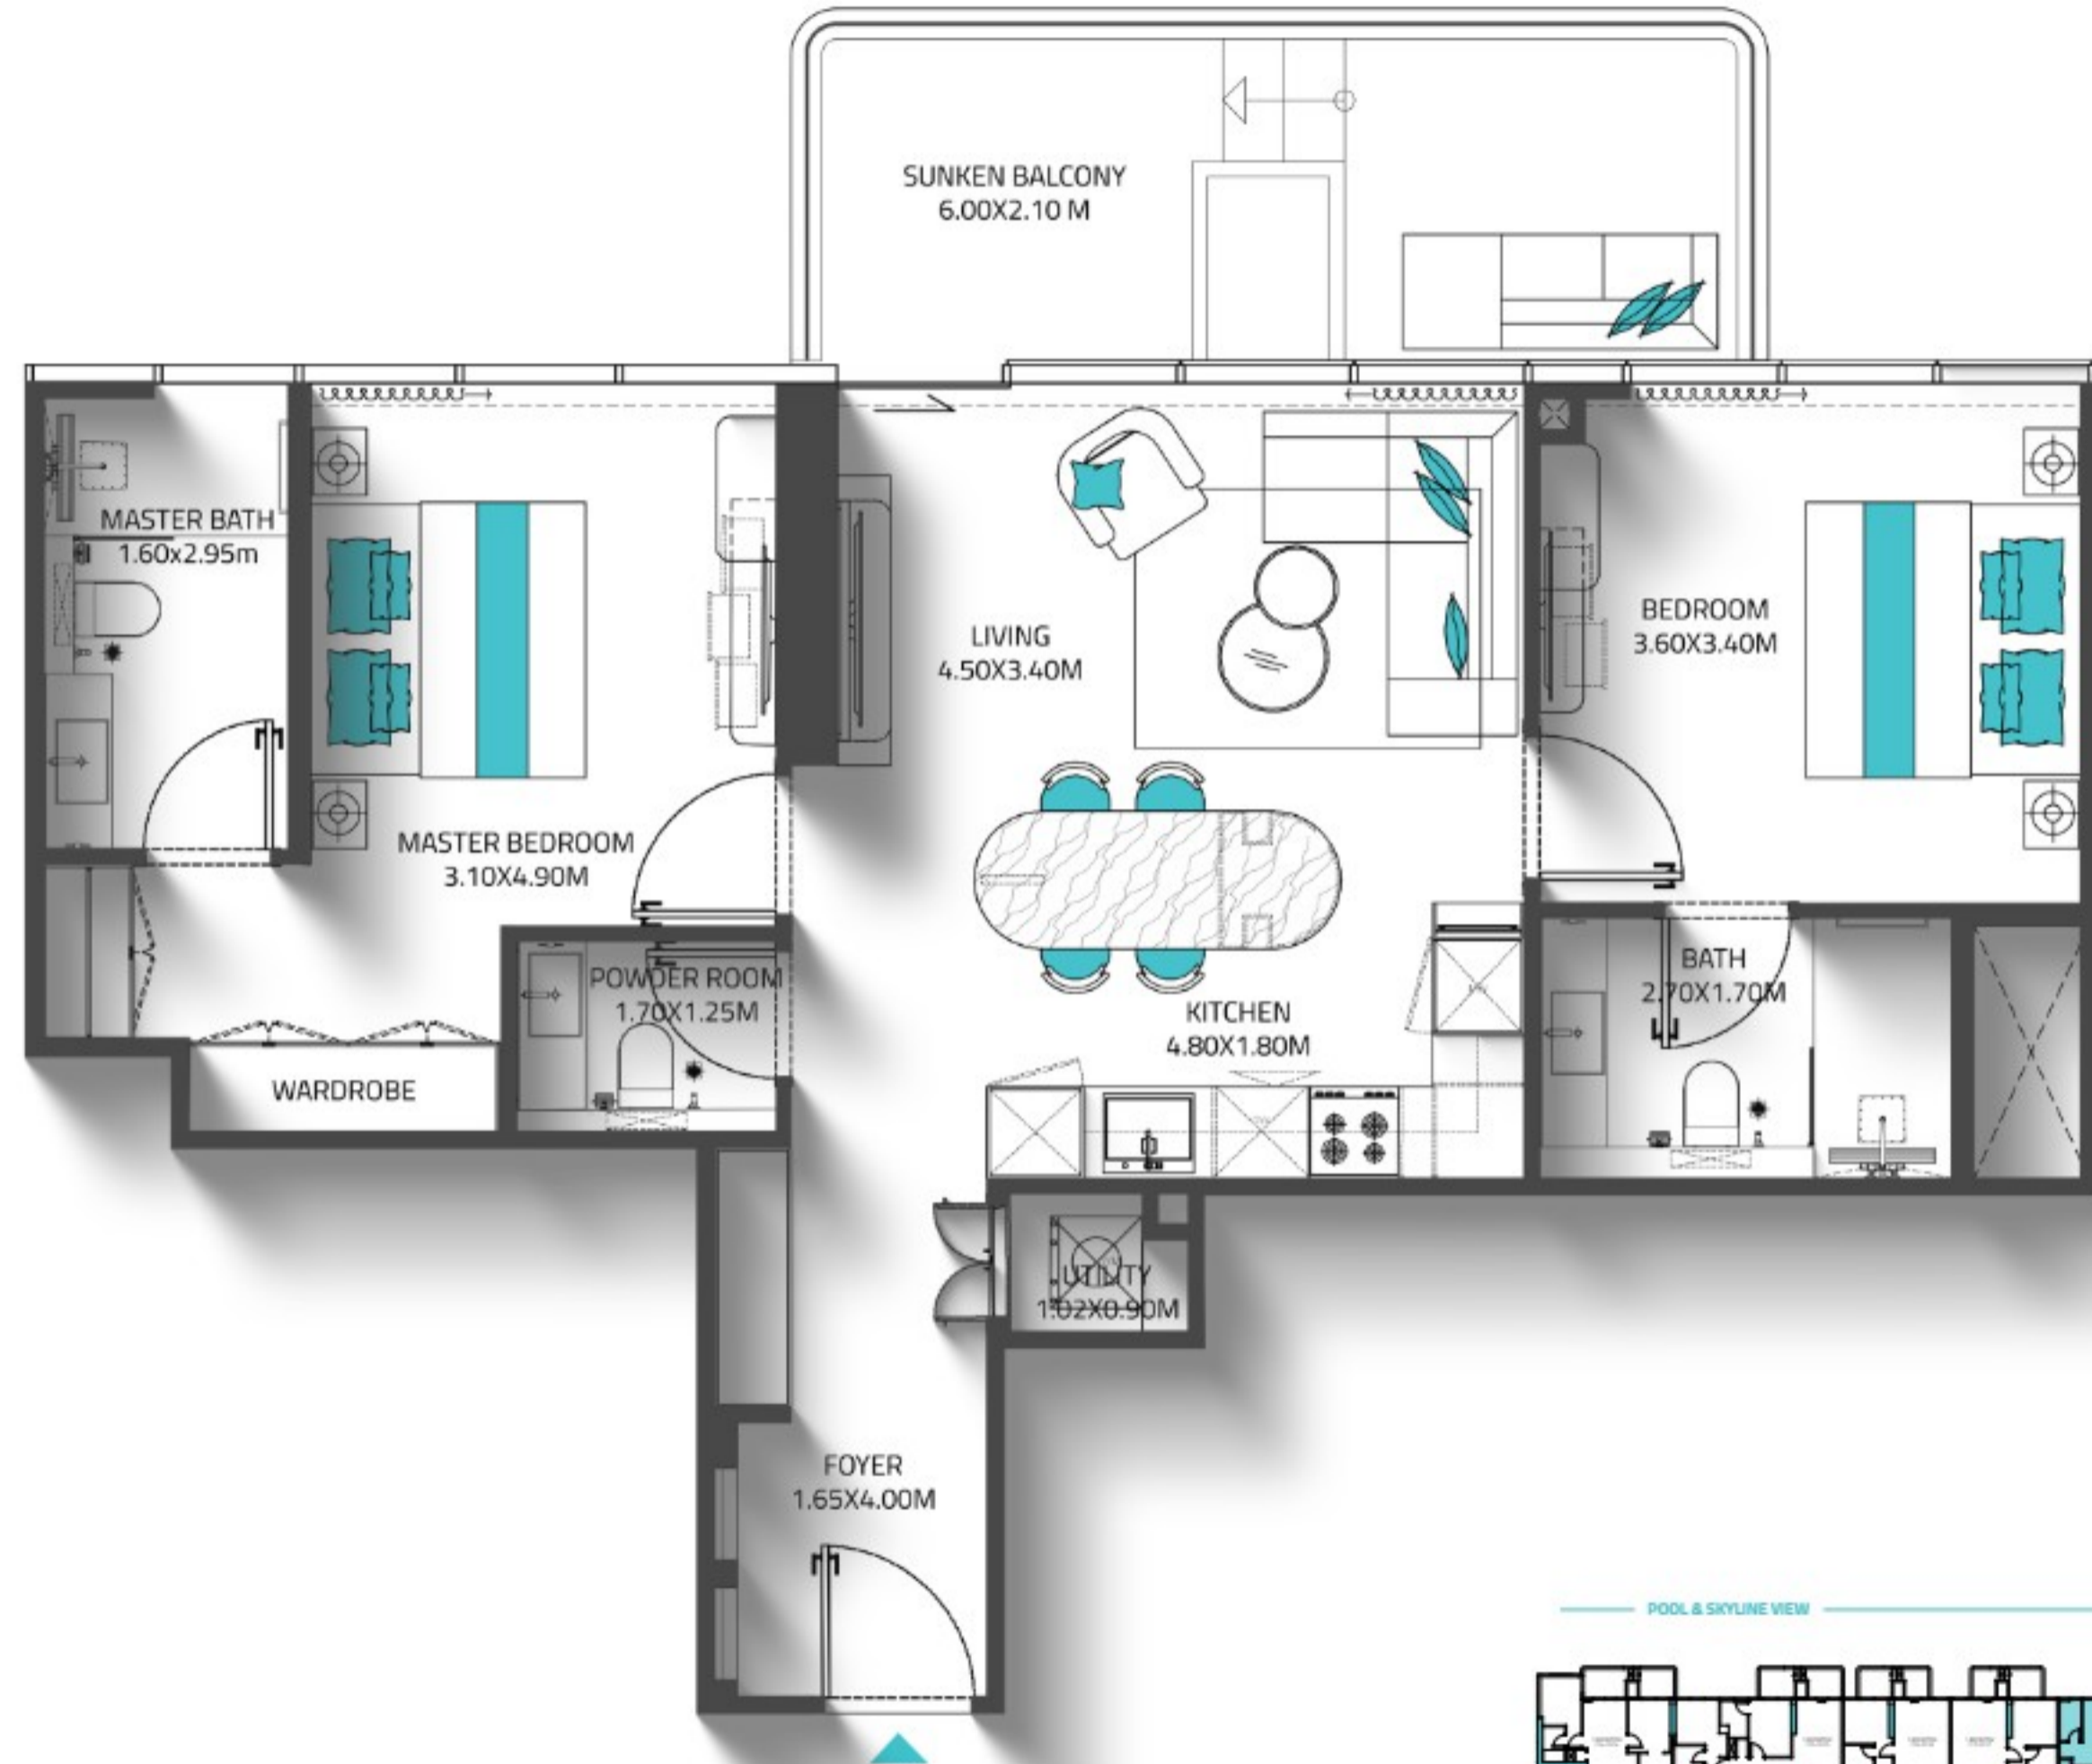 SUNKEN BALCONY
6.00X2.10 M
MASTER BATH
1.60x2.95m
LIVING
4.50X3.40M
BEDROOM
3.60X3.40M
MASTER BEDROOM
3.10X4.90M
POWDER ROOM
1.70X1.25M
KITCHEN
4.80X1.80M
BATH
2.70X1.70M
WARDROBE
UTILITY
1.02X0.90M
FOYER
1.65X4.00M
POOL & SKYLINE VIEW